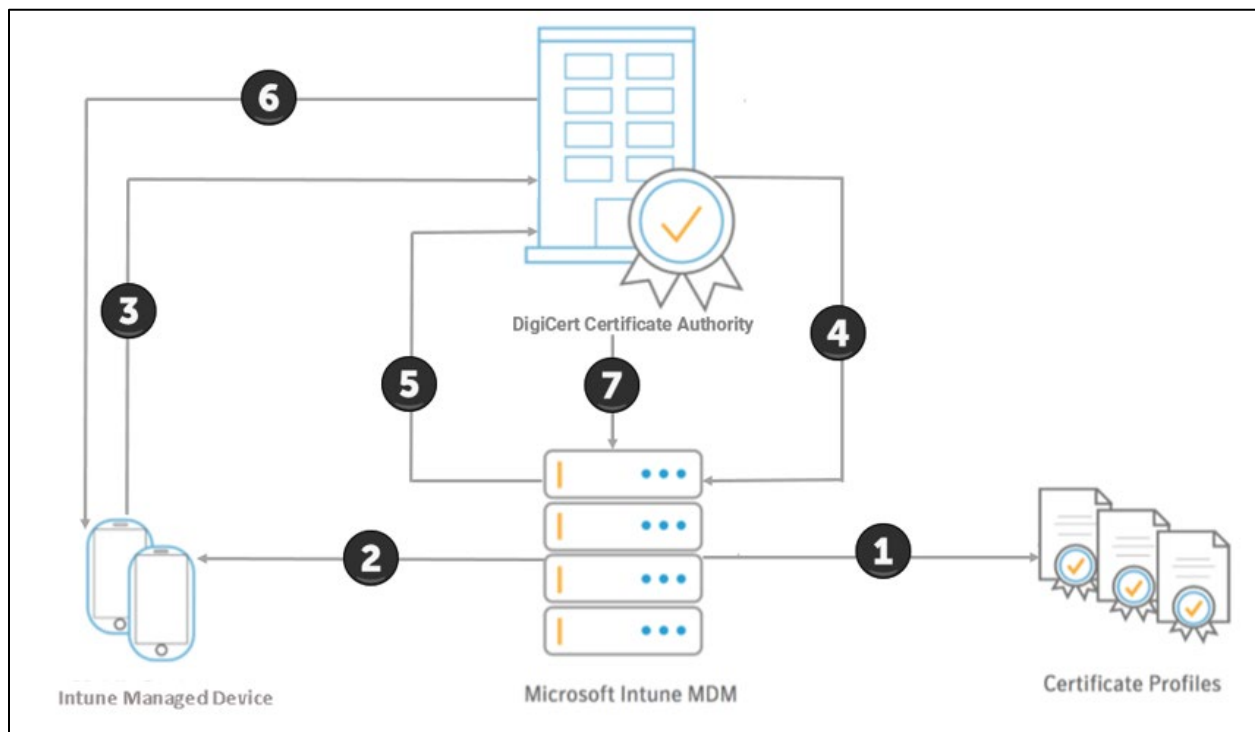 6
3
DigiCert Certificate Authority
4
5
7
2
1
Intune Managed Device
Microsoft Intune MDM
Certificate Profiles